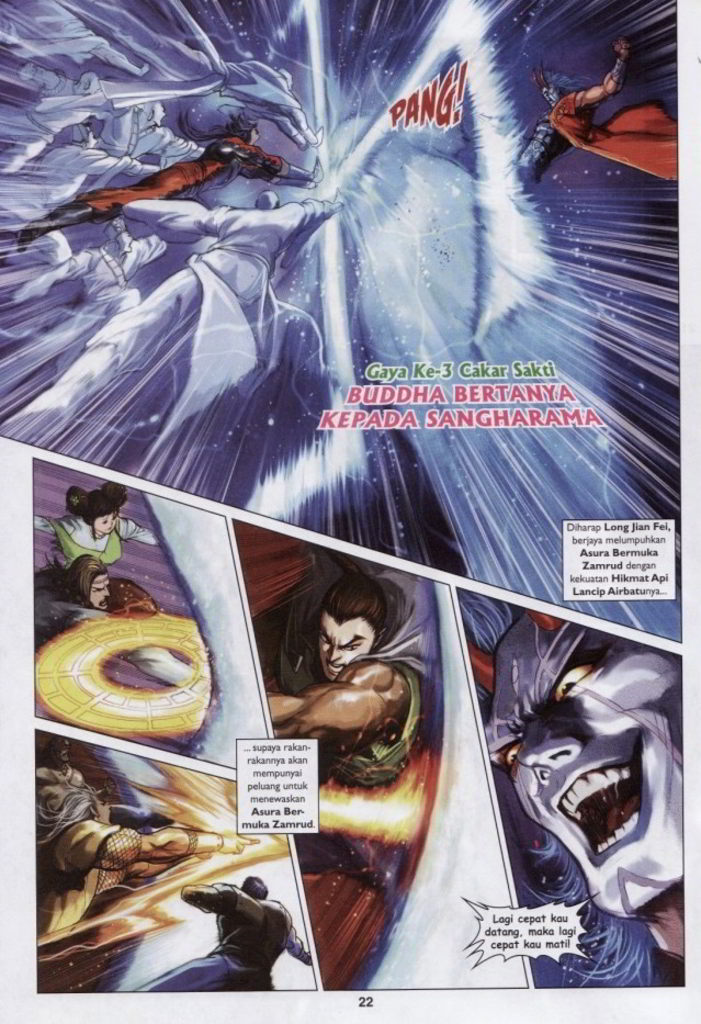 PANG!
Gaya Ke-3 Cakar Sakti
BUDDHA BERTANYA
KEPADA SANGHARAMA
Diharap Long Jian Fei,
berjaya melumpuhkan
Asura Bermuka
Zamrud dengan
kekuatan Hikmat Api
Lancip Airbatunya...
... supaya rakan-
rakannya akan
mempunyai
peluang untuk
menewaskan
Asura Ber-
muka Zamrud.
Lagi cepat kau
datang, maka lagi
cepat kau mati!
22